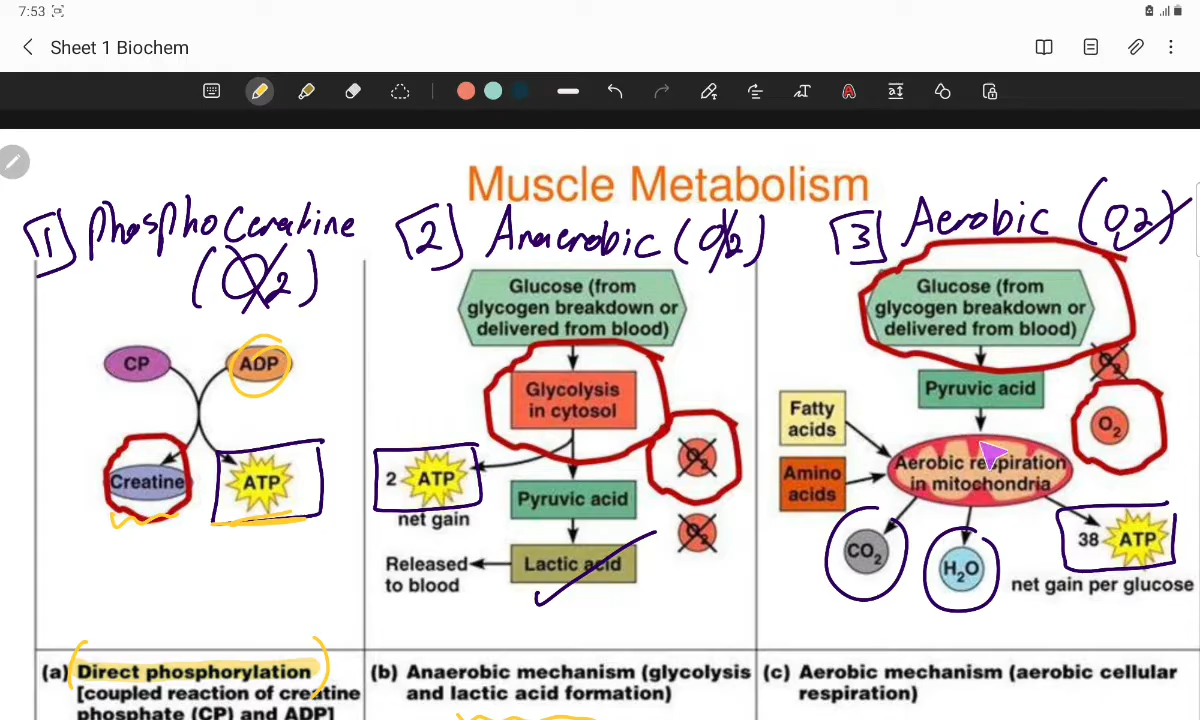 7:53
Sheet 1 Biochem
Muscle Metabolism
1 phosphoCeratine
(O2)
2 Anaerobic (O2)
3 Aerobic (O2)
CP
ADP
Creatine
ATP
Glucose (from
glycogen breakdown or
delivered from blood)
Glycolysis
in cytosol
O2
2 ATP
net gain
Pyruvic acid
O2
Released
to blood
Lactic acid
Glucose (from
glycogen breakdown or
delivered from blood)
O2
Pyruvic acid
O2
Fatty
acids
Amino
acids
Aerobic respiration
in mitochondria
CO2
H2O
38 ATP
net gain per glucose
(a) Direct phosphorylation
[coupled reaction of creatine
phosphate (CP) and ADP]
(b) Anaerobic mechanism (glycolysis
and lactic acid formation)
(c) Aerobic mechanism (aerobic cellular
respiration)